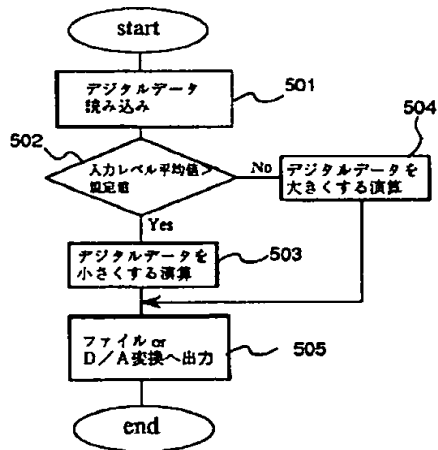 start
デジタルデータ
読み込み
501
502
入力レベル平均値＞
規定値
No
504
デジタルデータを
大きくする演算
Yes
デジタルデータを
小さくする演算
503
ファイル or
D／A変換へ出力
505
end